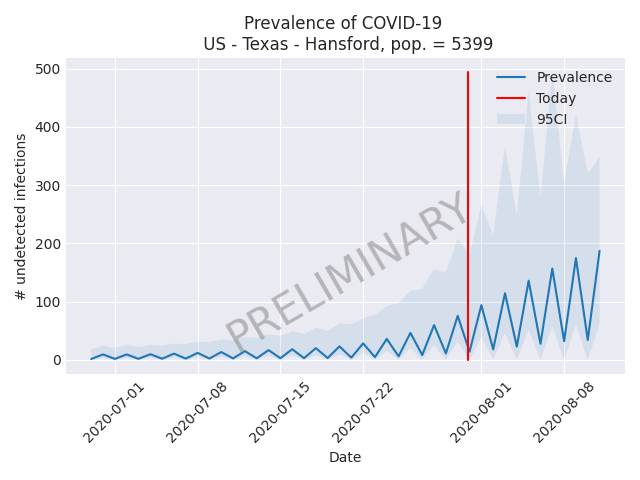 Prevalence of COVID-19
US - Texas - Hansford, pop. = 5399
500
400
300
200
100
0
# undetected infections
Prevalence
Today
95CI
PRELIMINARY
2020-07-01
2020-07-08
2020-07-15
2020-07-22
2020-08-01
2020-08-08
Date